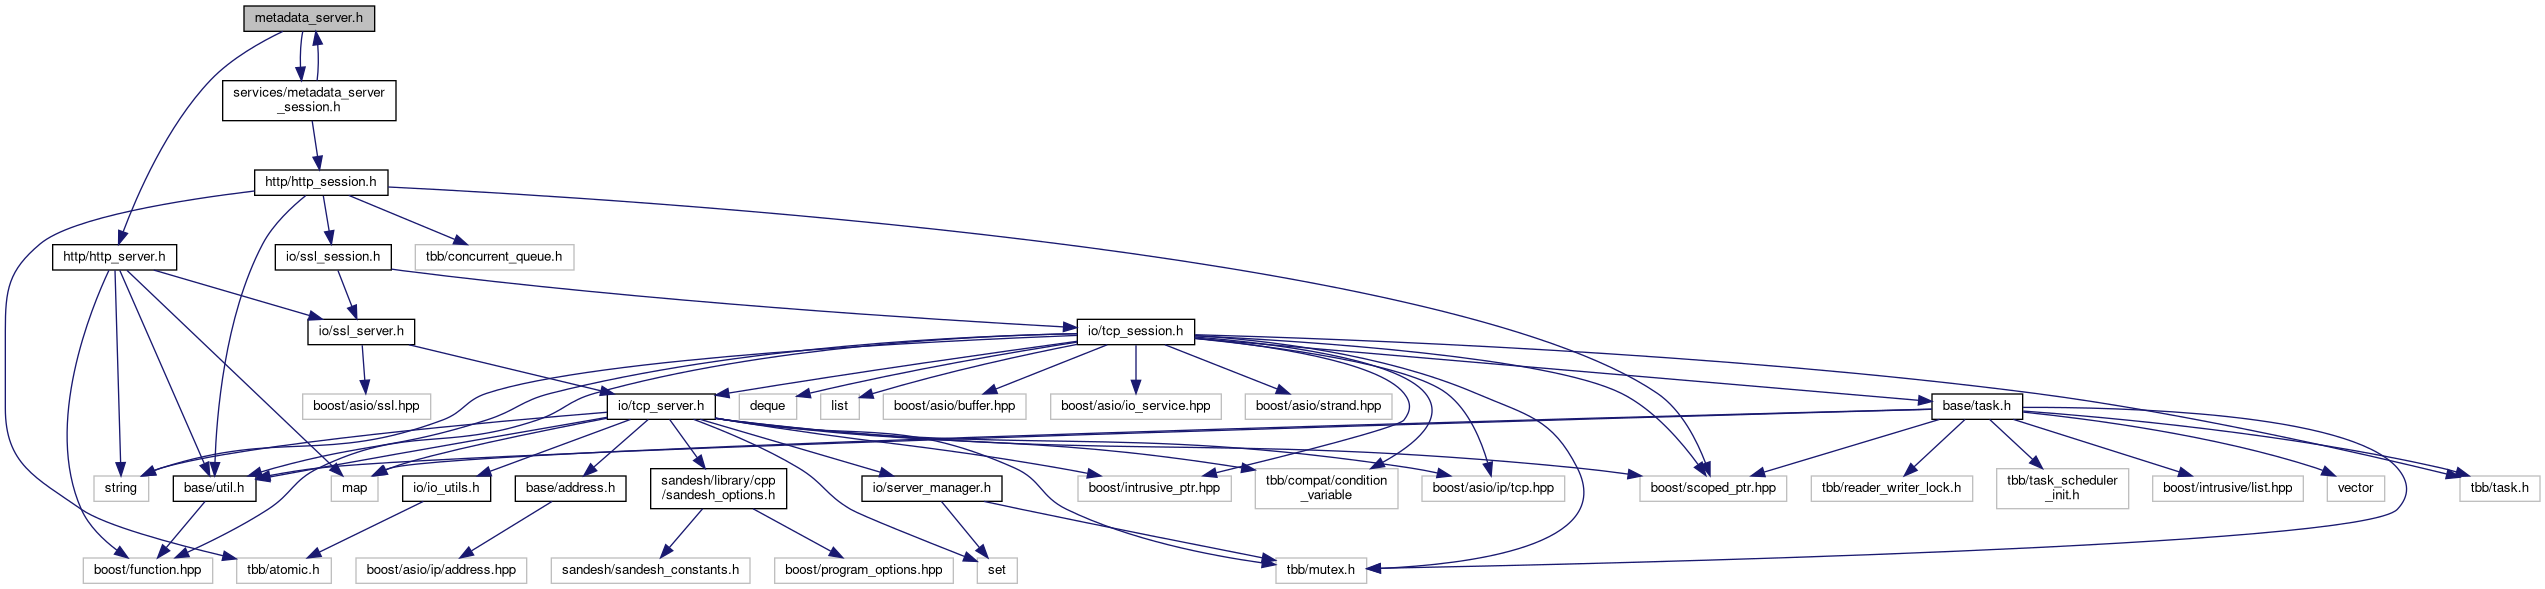 metadata_server.h
services/metadata_server
_session.h
http/http_session.h
http/http_server.h
io/ssl_session.h
tbb/concurrent_queue.h
io/ssl_server.h
io/tcp_session.h
boost/asio/ssl.hpp
io/tcp_server.h
deque
list
boost/asio/buffer.hpp
boost/asio/io_service.hpp
boost/asio/strand.hpp
base/task.h
string
base/util.h
map
io/io_utils.h
base/address.h
sandesh/library/cpp
/sandesh_options.h
io/server_manager.h
boost/intrusive_ptr.hpp
tbb/compat/condition
_variable
boost/asio/ip/tcp.hpp
boost/scoped_ptr.hpp
tbb/reader_writer_lock.h
tbb/task_scheduler
_init.h
boost/intrusive/list.hpp
vector
tbb/task.h
boost/function.hpp
tbb/atomic.h
boost/asio/ip/address.hpp
sandesh/sandesh_constants.h
boost/program_options.hpp
set
tbb/mutex.h